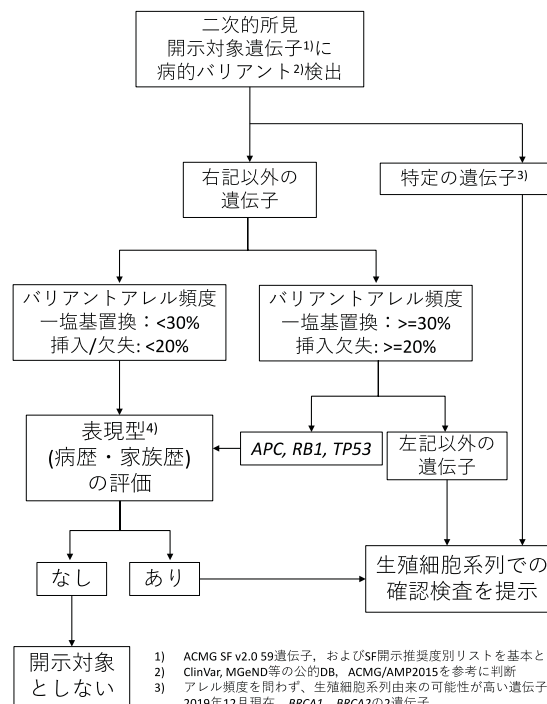 二次的所見
開示対象遺伝子1)に
病的バリアント2)検出
右記以外の
遺伝子
特定の遺伝子3)
バリアントアレル頻度
一塩基置換：<30%
挿入/欠失: <20%
バリアントアレル頻度
一塩基置換：>=30%
挿入欠失: >=20%
表現型4)
(病歴・家族歴)
の評価
APC, RB1, TP53
左記以外の
遺伝子
なし
あり
生殖細胞系列での
確認検査を提示
開示対象
としない
1) ACMG SF v2.0 59遺伝子，およびSF開示推奨度別リストを基本と
2) ClinVar, MGeND等の公的DB，ACMG/AMP2015を参考に判断
3) アレル頻度を問わず、生殖細胞系列由来の可能性が高い遺伝子
2019年12月現在，BRCA1，BRCA2の2遺伝子